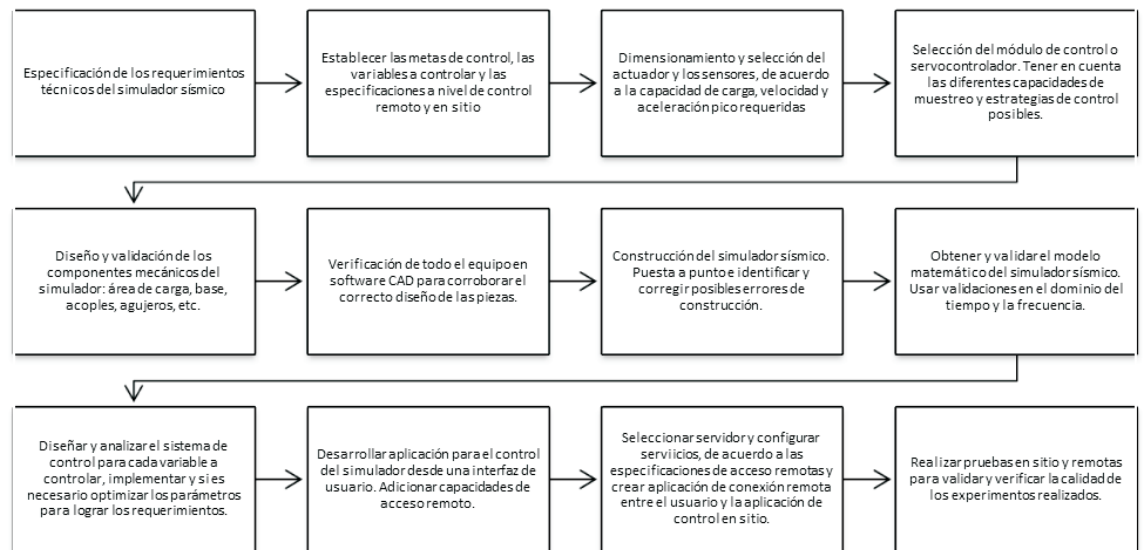 Especificación de los requerimientos
técnicos del simulador sísmico
Establecer las metas de control, las
variables a controlar y las
especificaciones a nivel de control
remoto y en sitio
Dimensionamiento y selección del
actuador y los sensores, de acuerdo
a la capacidad de carga, velocidad y
aceleración pico requeridas
Selección del módulo de control o
servocontrolador. Tener en cuenta
las diferentes capacidades de
muestreo y estrategias de control
posibles.
Diseño y validación de los
componentes mecánicos del
simulador: área de carga, base,
acoples, agujeros, etc.
Verificación de todo el equipo en
software CAD para corroborar el
correcto diseño de las piezas.
Construcción del simulador sísmico.
Puesta a punto e identificar y
corregir posibles errores de
construcción.
Obtener y validar el modelo
matemático del simulador sísmico.
Usar validaciones en el dominio del
tiempo y la frecuencia.
Diseñar y analizar el sistema de
control para cada variable a
controlar, implementar y si es
necesario optimizar los parámetros
para lograr los requerimientos.
Desarrollar aplicación para el control
del simulador desde una interfaz de
usuario. Adicionar capacidades de
acceso remoto.
Seleccionar servidor y configurar
serviicios, de acuerdo a las
especificaciones de acceso remotas y
crear aplicación de conexión remota
entre el usuario y la aplicación de
control en sitio.
Realizar pruebas en sitio y remotas
para validar y verificar la calidad de
los experimentos realizados.